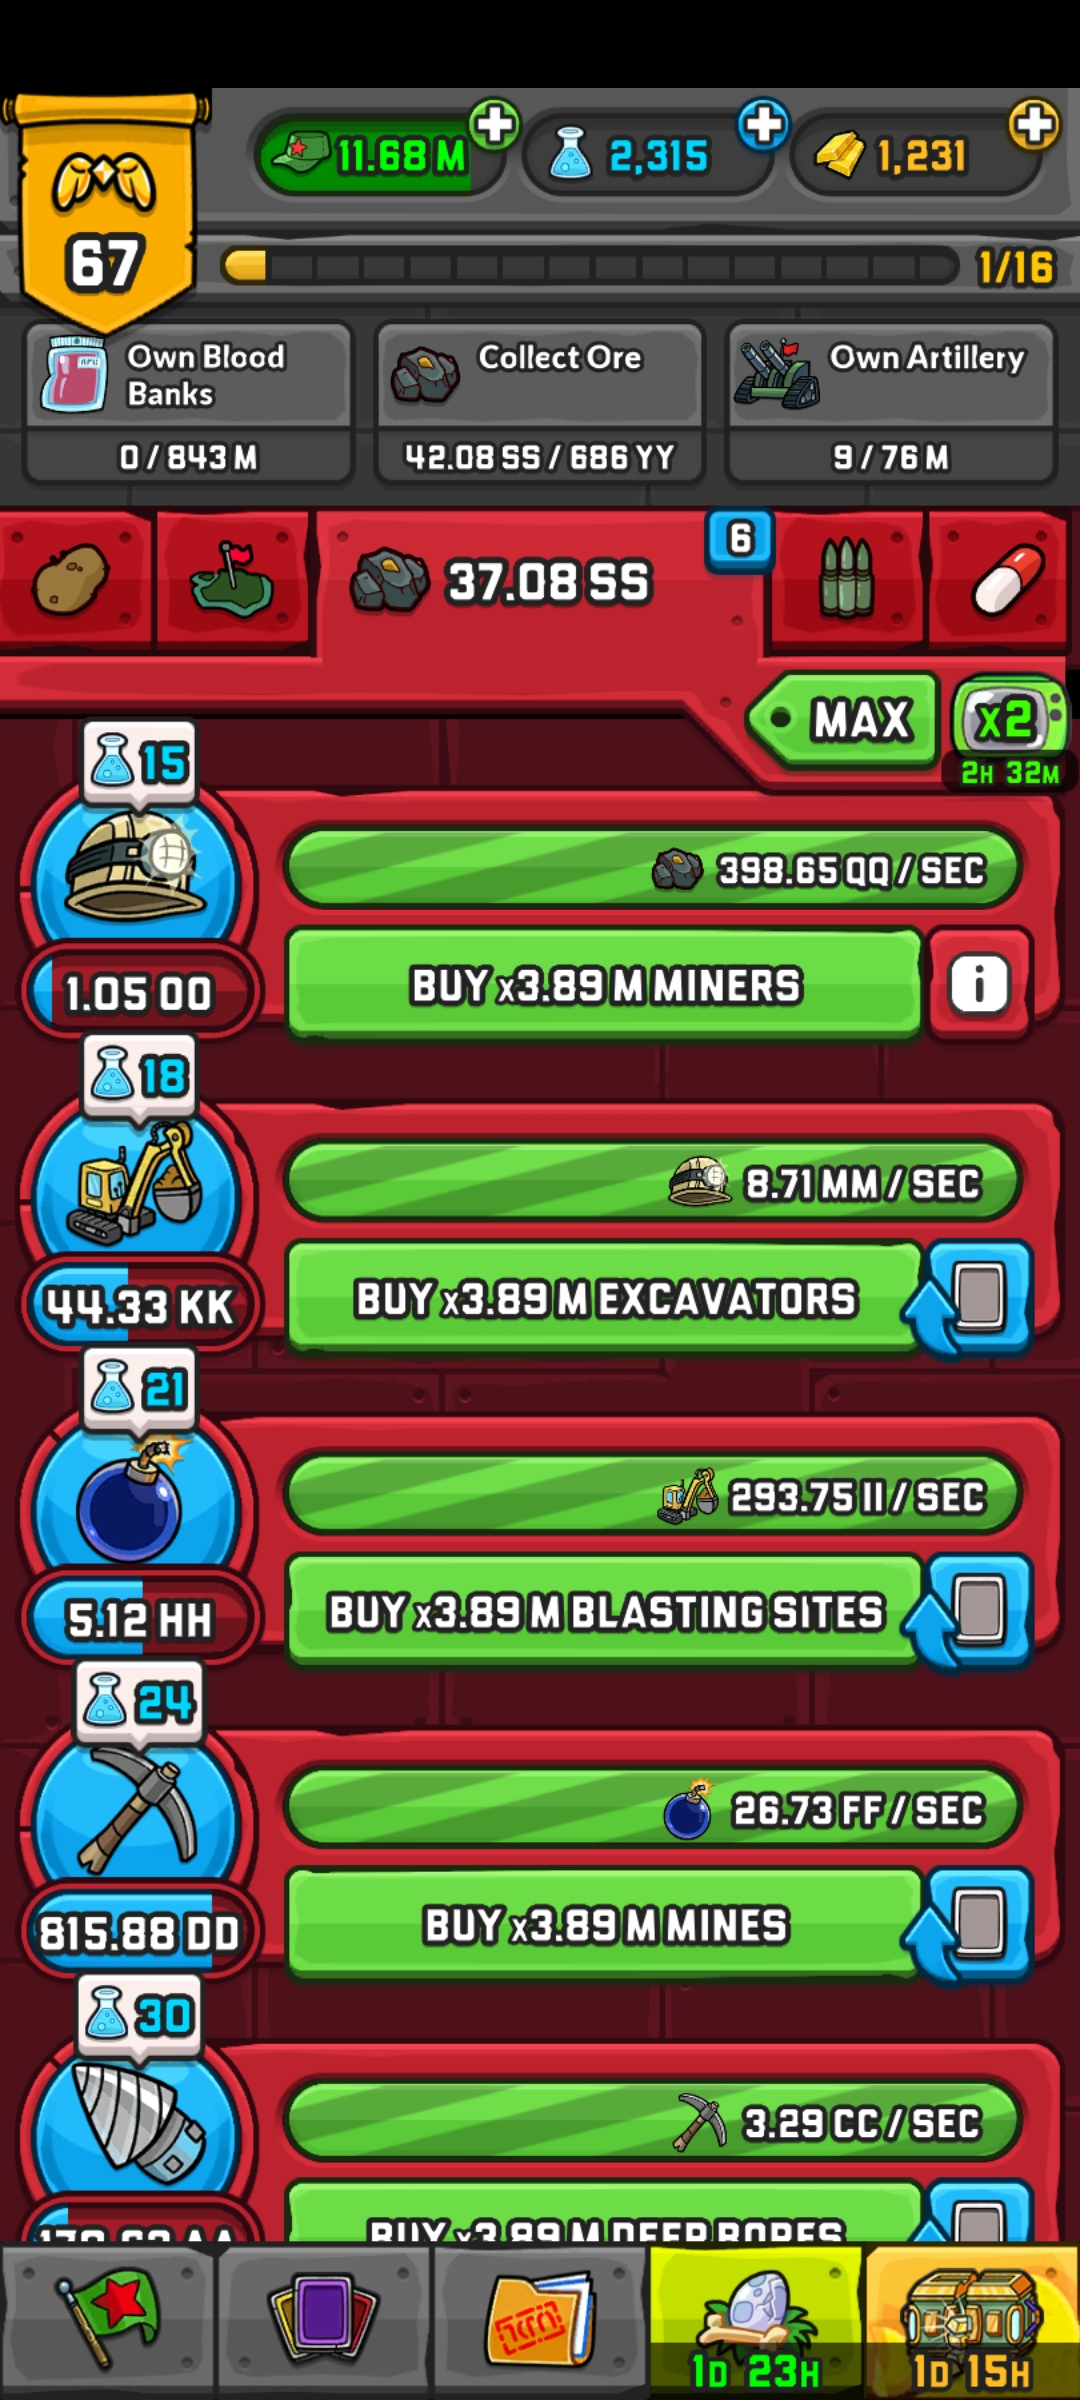 67
11.68 M
2,315
1,231
1/16
Own Blood
Banks
0 / 843 M
Collect Ore
42.08 SS / 686 YY
Own Artillery
9 / 76 M
37.08 SS
6
MAX
x2
2H 32M
15
398.65 QQ / SEC
1.05 OO
BUY x3.89 M MINERS
i
18
8.71 MM / SEC
44.33 KK
BUY x3.89 M EXCAVATORS
21
293.75 II / SEC
5.12 HH
BUY x3.89 M BLASTING SITES
24
26.73 FF / SEC
815.88 DD
BUY x3.89 M MINES
30
3.29 CC / SEC
BUY x3.89 M DEEP BORES
1D 23H
1D 15H